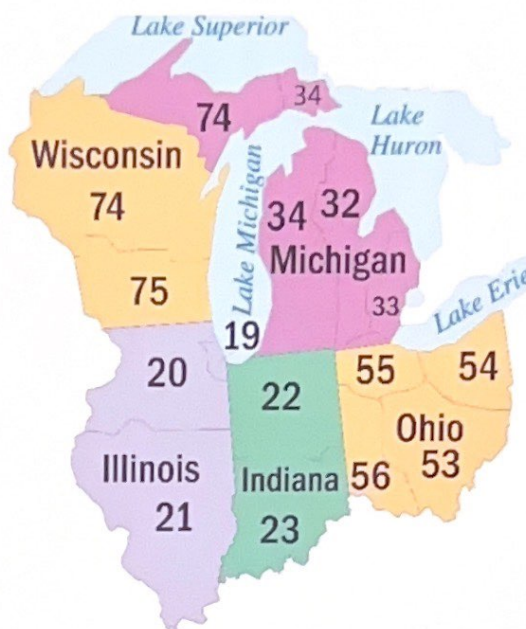 Lake Superior
74
34
Lake
Huron
Wisconsin
74
Lake Michigan
34
32
Michigan
75
33
Lake Erie
19
20
22
55
54
Ohio
53
Illinois
21
Indiana
56
23